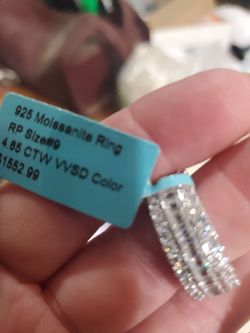 925 Moissanite Ring
RP Size#9
4.85 CTW VVSD Color
$1552.99